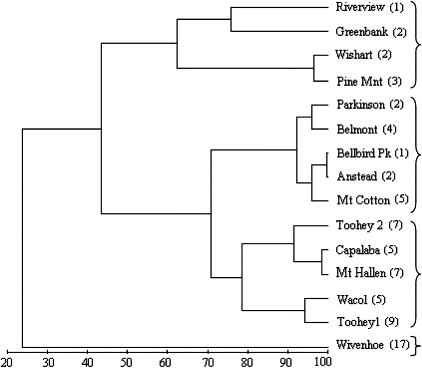 Riverview (1)
Greenbank (2)
Wishart (2)
Pine Mnt (3)
Parkinson (2)
Belmont (4)
Bellbird Pk (1)
Anstead (2)
Mt Cotton (5)
Toohey 2 (7)
Capalaba (5)
Mt Hallen (7)
Wacol (5)
Toohey1 (9)
Wivenhoe (17)
20 30 40 50 60 70 80 90 100